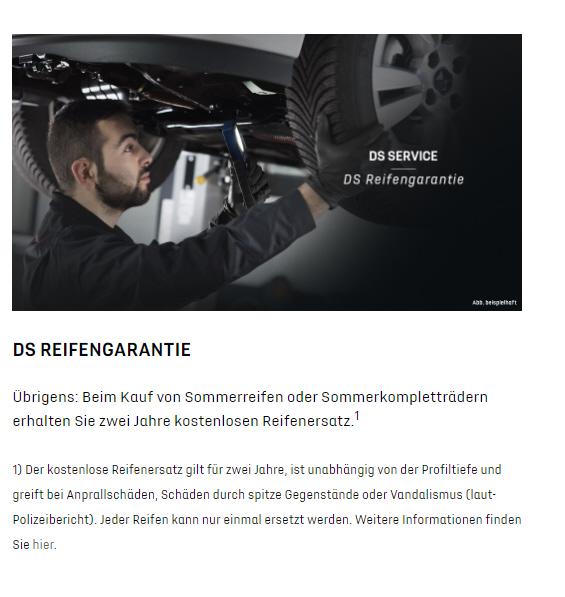 DS SERVICE
DS Reifengarantie
Abb. beispielhaft
DS REIFENGARANTIE
Übrigens: Beim Kauf von Sommerreifen oder Sommerkompletträdern
erhalten Sie zwei Jahre kostenlosen Reifenersatz.1
1) Der kostenlose Reifenersatz gilt für zwei Jahre, ist unabhängig von der Profiltiefe und
greift bei Anprallschäden, Schäden durch spitze Gegenstände oder Vandalismus (laut-
Polizeibericht). Jeder Reifen kann nur einmal ersetzt werden. Weitere Informationen finden
Sie hier.